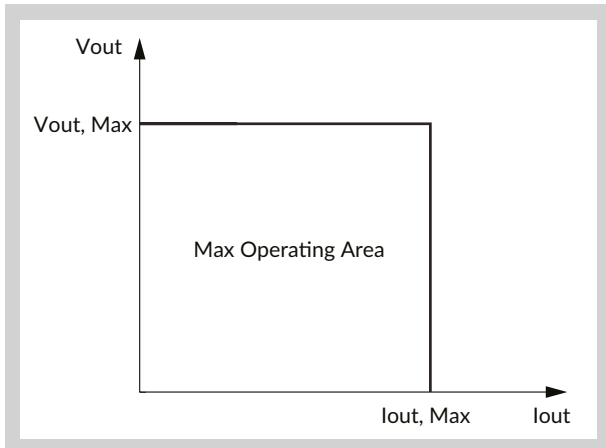 Vout
Vout, Max
Max Operating Area
Iout, Max
Iout